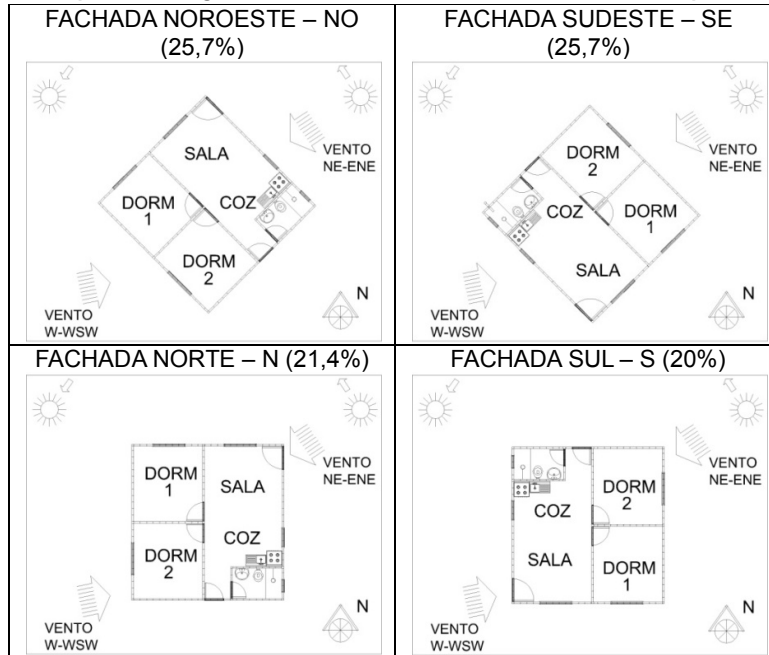 FACHADA NOROESTE – NO
(25,7%)
SALA
DORM
1
COZ
DORM
2
VENTO
NE-ENE
VENTO
W-WSW
N
FACHADA SUDESTE – SE
(25,7%)
DORM
2
COZ
DORM
1
SALA
VENTO
NE-ENE
VENTO
W-WSW
N
FACHADA NORTE – N (21,4%)
DORM
1
SALA
COZ
DORM
2
VENTO
NE-ENE
VENTO
W-WSW
N
FACHADA SUL – S (20%)
DORM
2
COZ
SALA
DORM
1
VENTO
NE-ENE
VENTO
W-WSW
N